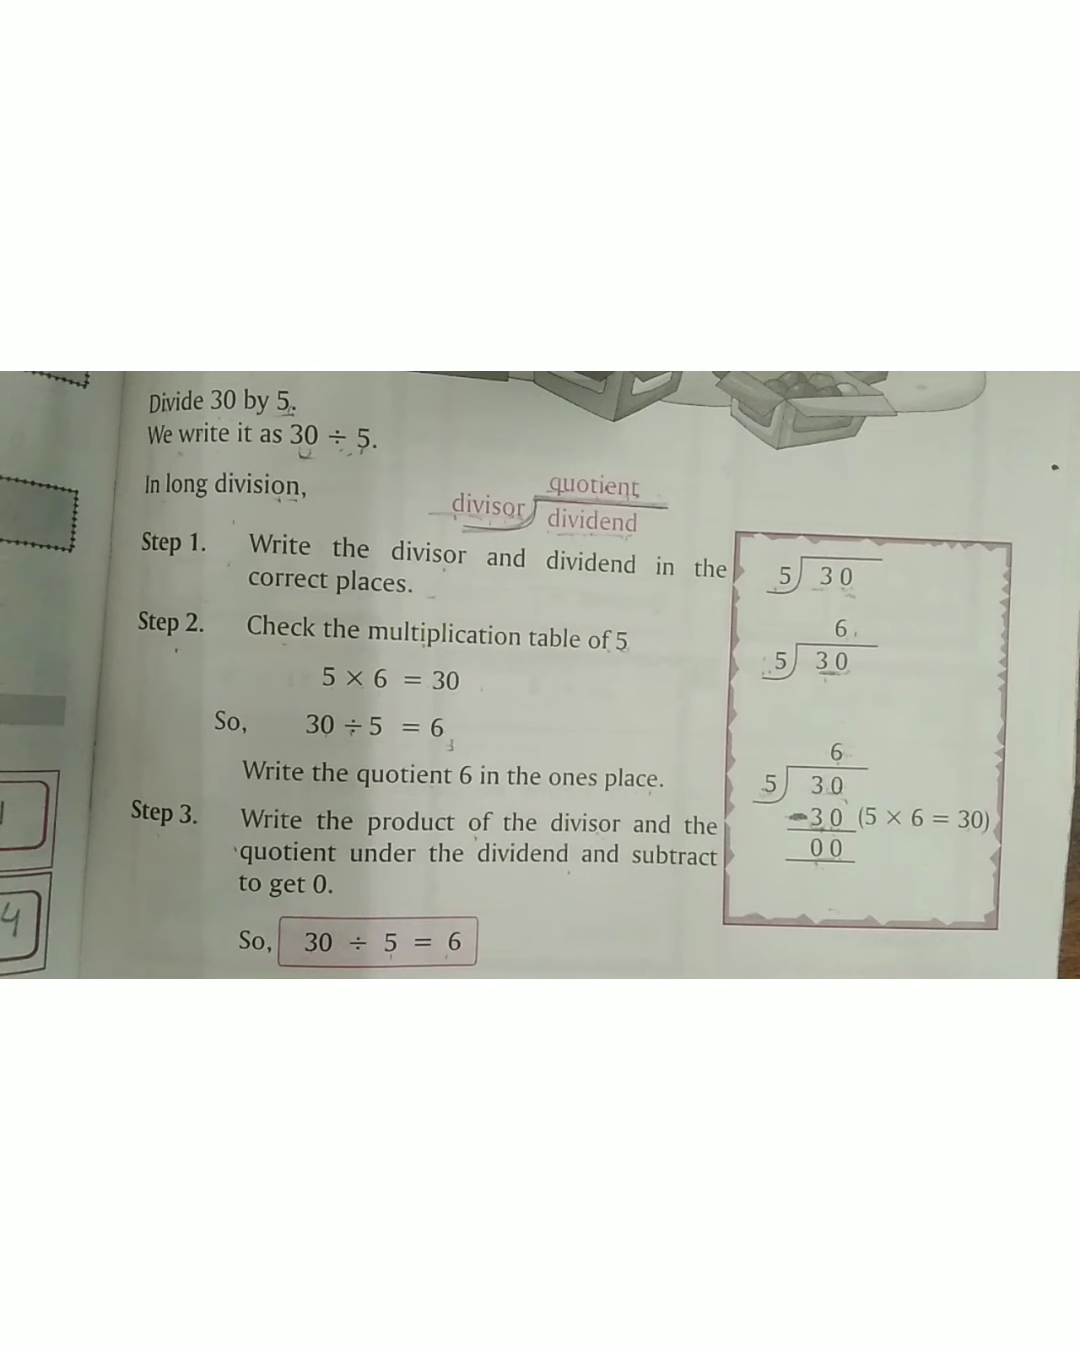 Divide 30 by 5.
We write it as 30 ÷ 5.
In long division,
quotient
divisor dividend
Step 1. Write the divisor and dividend in the
correct places.
5 30
Step 2. Check the multiplication table of 5
5 × 6 = 30
So, 30 ÷ 5 = 6
Write the quotient 6 in the ones place.
6
5 30
Step 3. Write the product of the divisor and the
quotient under the dividend and subtract
to get 0.
6
5 30
-30 (5 × 6 = 30)
00
So, 30 ÷ 5 = 6
4